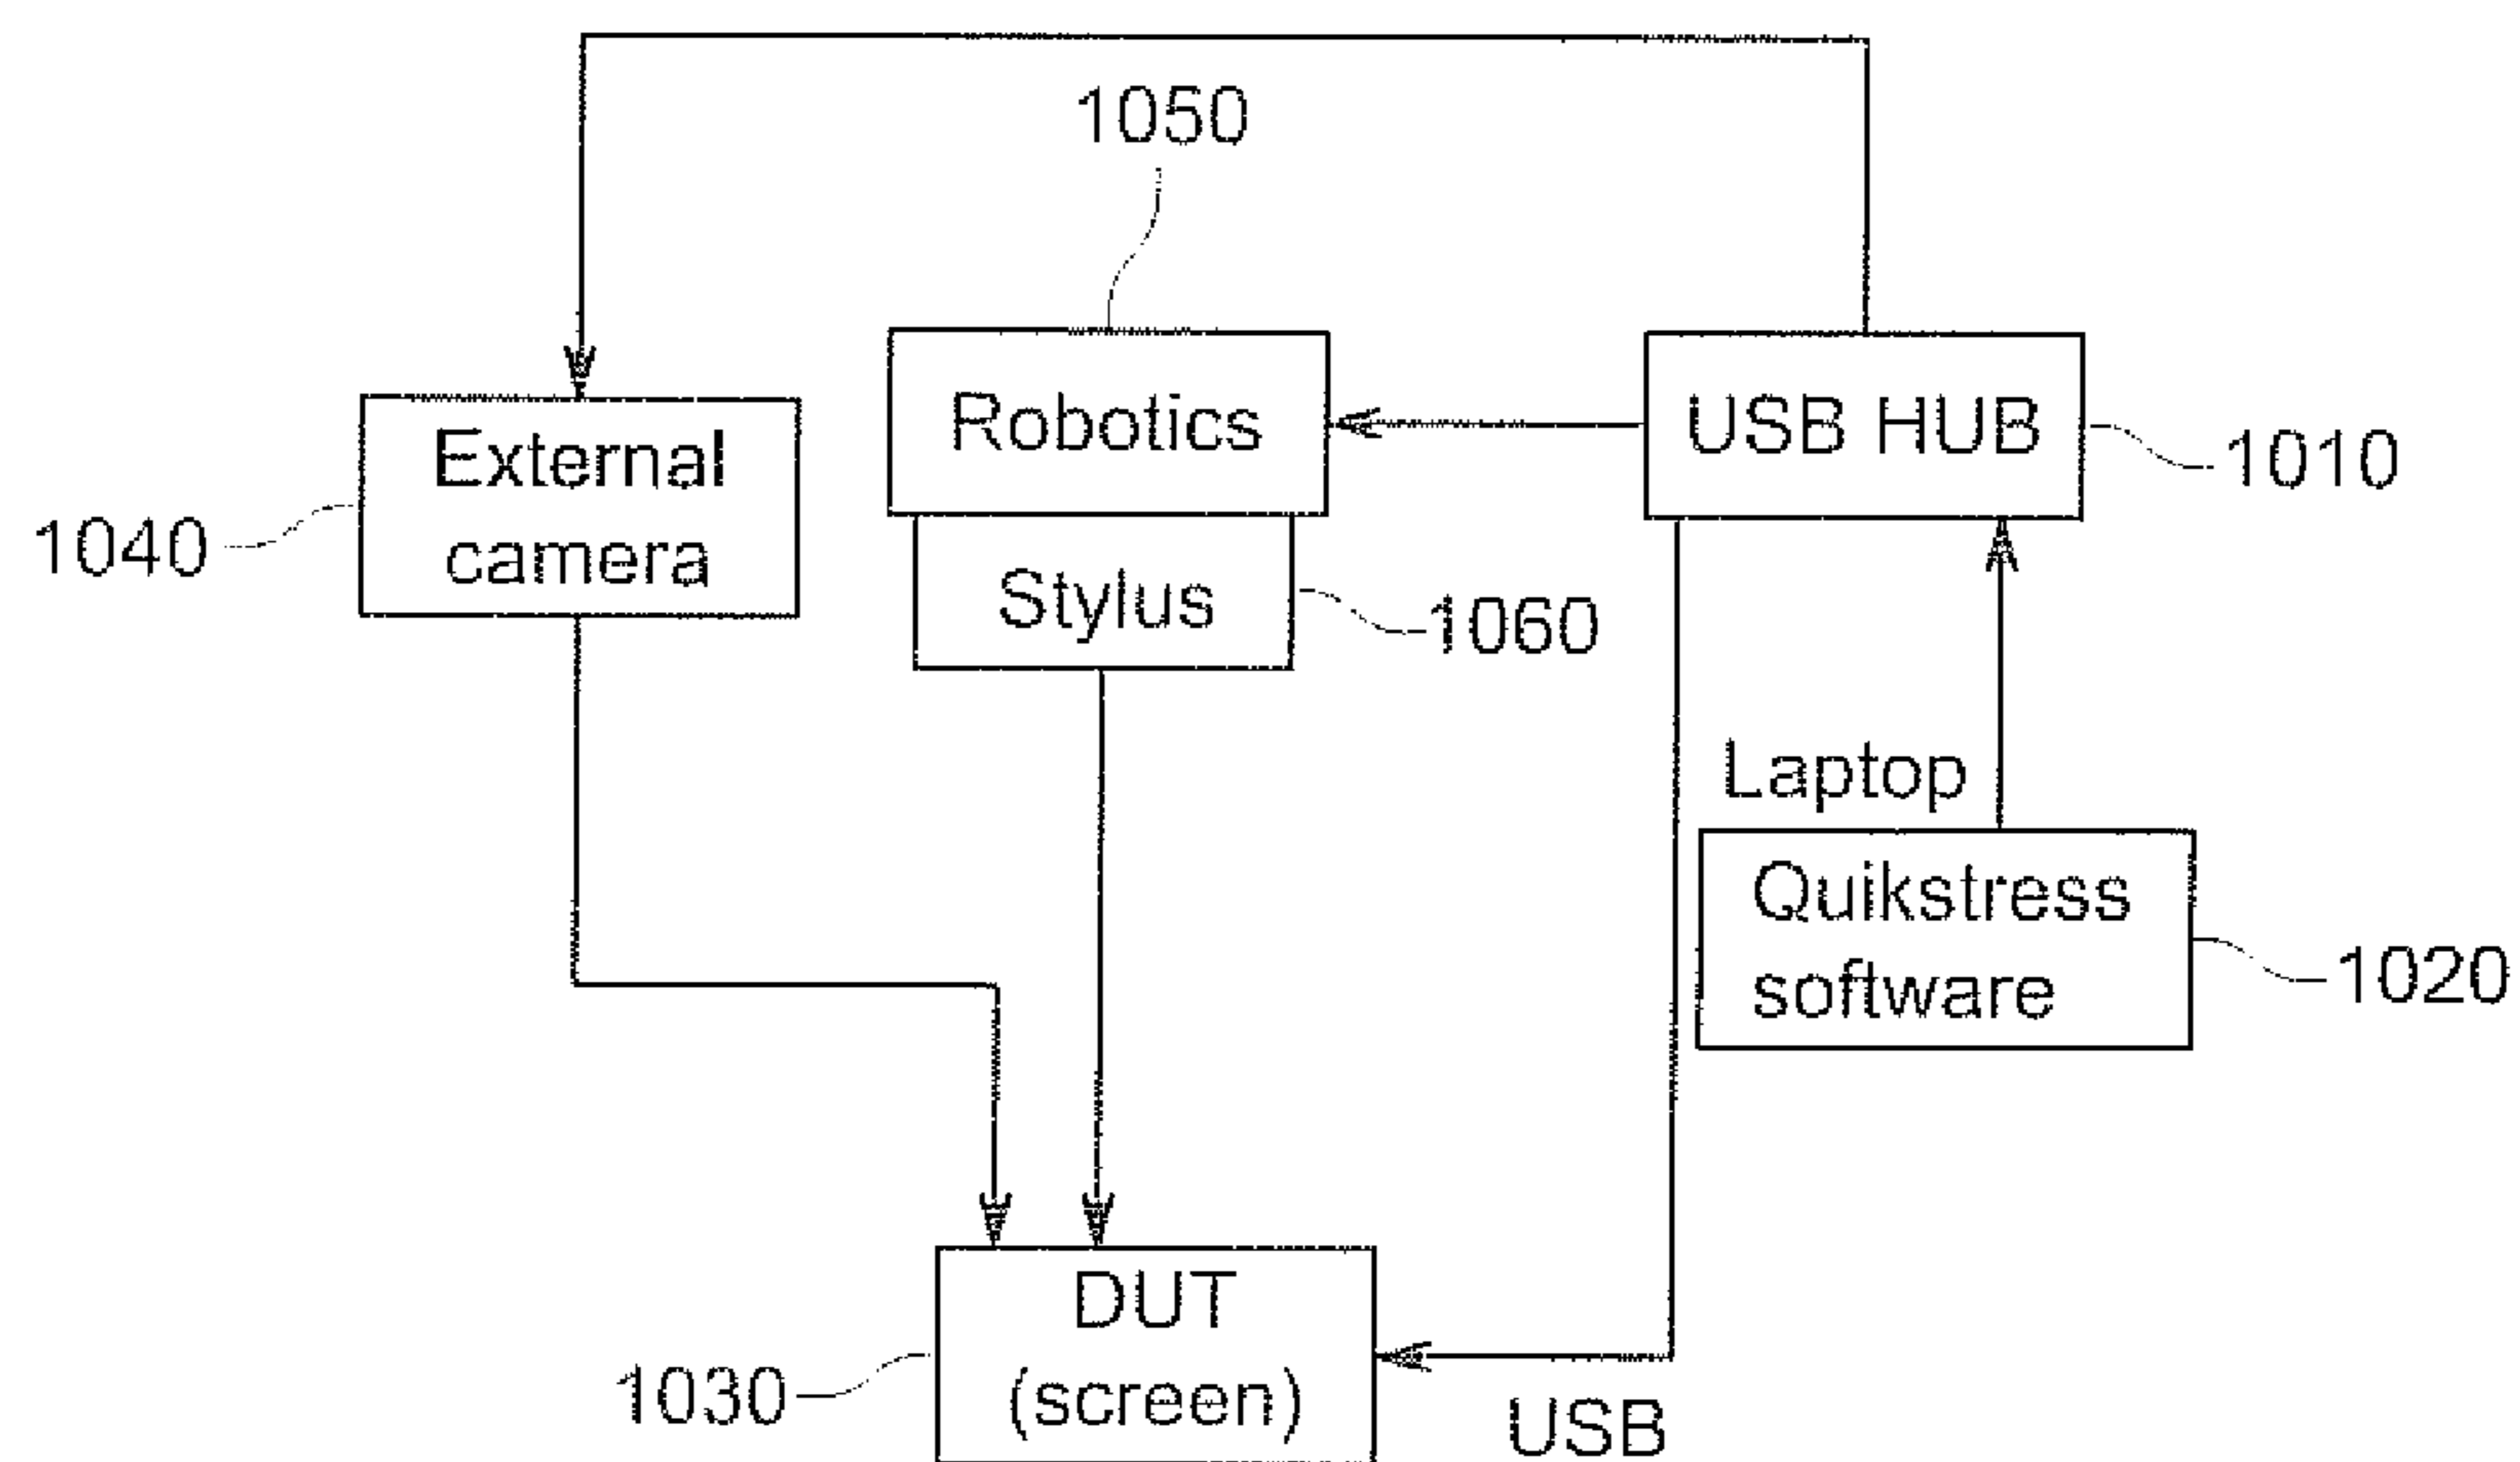 1050
Robotics
USB HUB
1010
External
camera
1040
Stylus
1060
Laptop
Quikstress
software
1020
DUT
(screen)
1030
USB